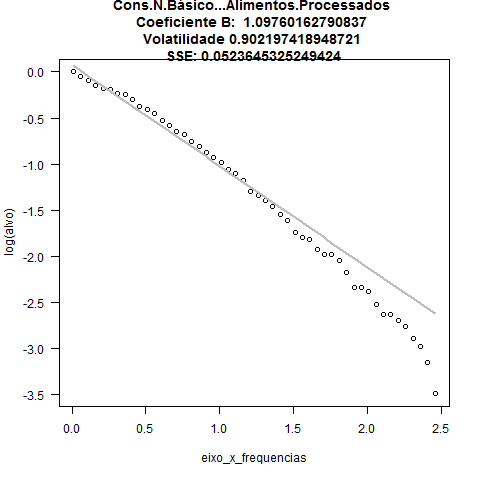 Cons.N.Básico...Alimentos.Processados
Coeficiente B:  1.09760162790837
Volatilidade 0.902197418948721
SSE: 0.0523645325249424
0.0
-0.5
-1.0
-1.5
-2.0
-2.5
-3.0
-3.5
log(alvo)
0.0 0.5 1.0 1.5 2.0 2.5
eixo_x_frequencias